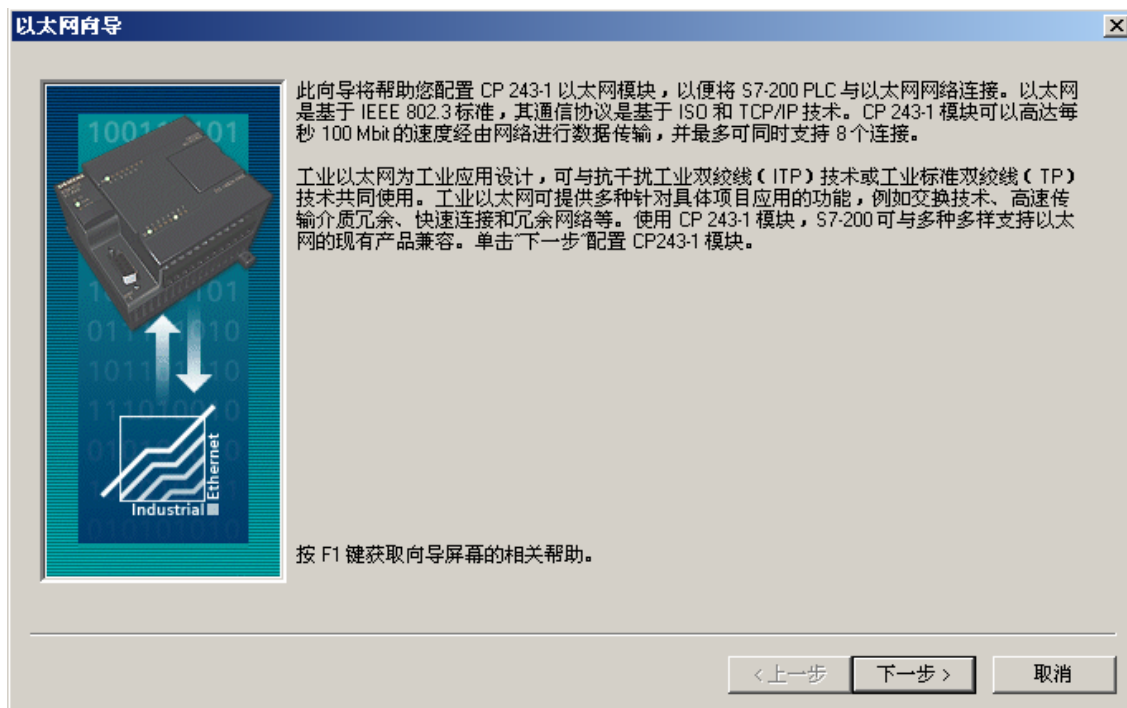 以太网向导
此向导将帮助您配置 CP 243-1 以太网模块，以便将 S7-200 PLC 与以太网网络连接。以太网
是基于 IEEE 802.3 标准，其通信协议是基于 ISO 和 TCP/IP 技术。CP 243-1 模块可以高达每
秒 100 Mbit 的速度经由网络进行数据传输，并最多可同时支持 8 个连接。
工业以太网为工业应用设计，可与抗干扰工业双绞线（ITP）技术或工业标准双绞线（TP）
技术共同使用。工业以太网可提供多种针对具体项目应用的功能，例如交换技术、高速传
输介质冗余、快速连接和冗余网络等。使用 CP 243-1 模块，S7-200 可与多种多样支持以太
网的现有产品兼容。单击"下一步"配置 CP243-1 模块。
Industrial
Ethernet
按 F1 键获取向导屏幕的相关帮助。
<上一步
下一步>
取消